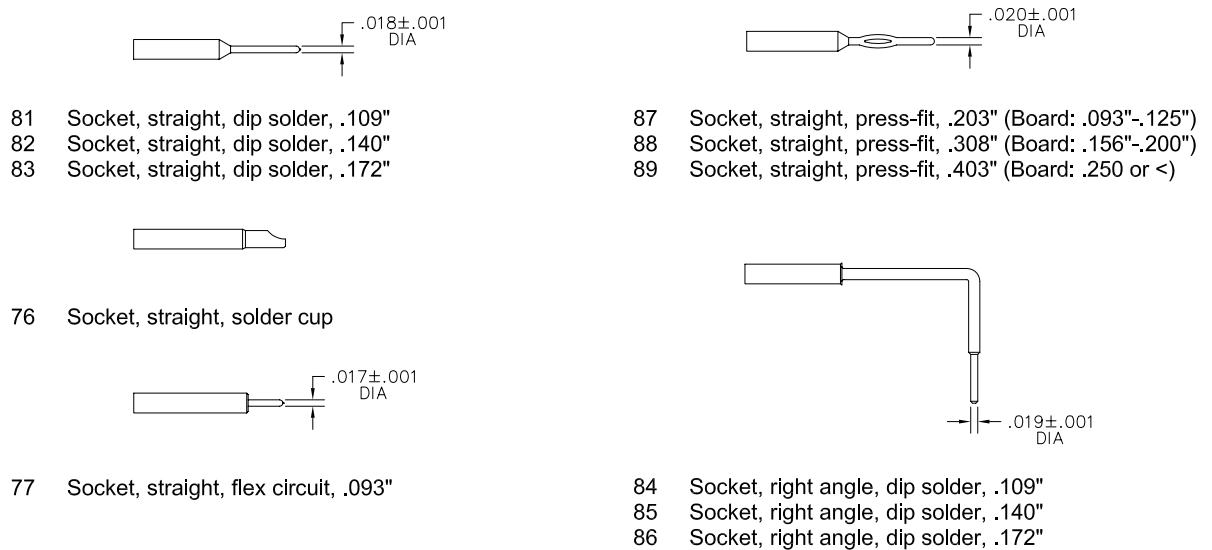 .018±.001
DIA
81 Socket, straight, dip solder, .109"
82 Socket, straight, dip solder, .140"
83 Socket, straight, dip solder, .172"
76 Socket, straight, solder cup
.017±.001
DIA
77 Socket, straight, flex circuit, .093"
.020±.001
DIA
87 Socket, straight, press-fit, .203" (Board: .093"-.125")
88 Socket, straight, press-fit, .308" (Board: .156"-.200")
89 Socket, straight, press-fit, .403" (Board: .250 or <)
.019±.001
DIA
84 Socket, right angle, dip solder, .109"
85 Socket, right angle, dip solder, .140"
86 Socket, right angle, dip solder, .172"